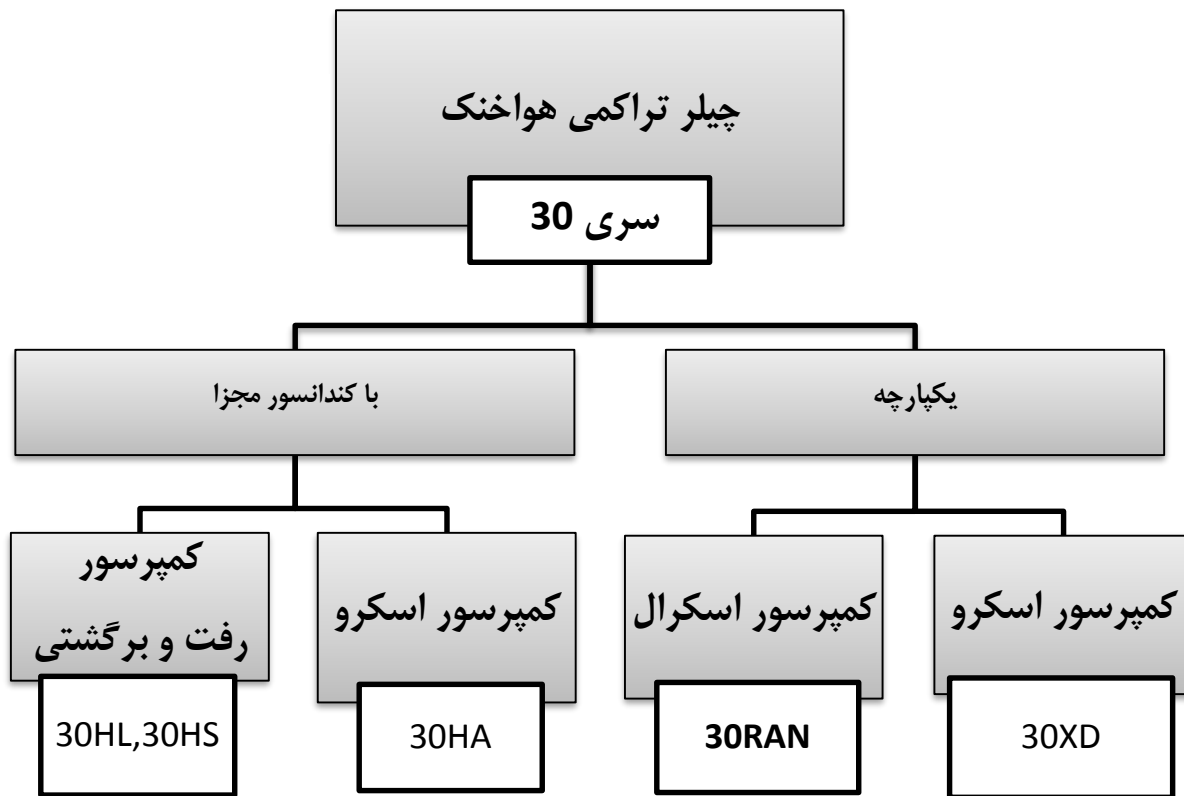 چیلر تراکمی هواخنک
سری 30
یکپارچه
با کندانسور مجزا
کمپرسور اسکرو
30XD
کمپرسور اسکرال
30RAN
کمپرسور اسکرو
30HA
کمپرسور
رفت و برگشتی
30HL,30HS